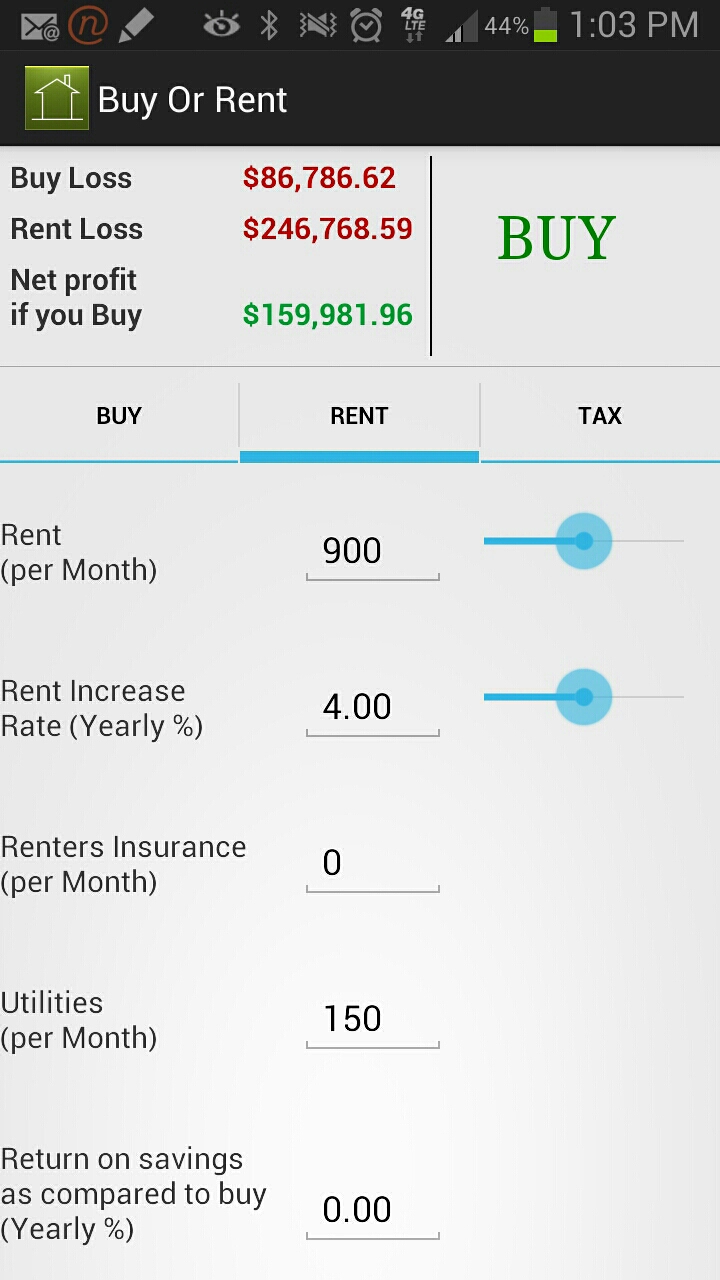 4G
LTE
44%
1:03 PM
Buy Or Rent
Buy Loss
$86,786.62
Rent Loss
$246,768.59
Net profit
if you Buy
$159,981.96
BUY
BUY
RENT
TAX
Rent
(per Month)
900
Rent Increase
Rate (Yearly %)
4.00
Renters Insurance
(per Month)
0
Utilities
(per Month)
150
Return on savings
as compared to buy
(Yearly %)
0.00